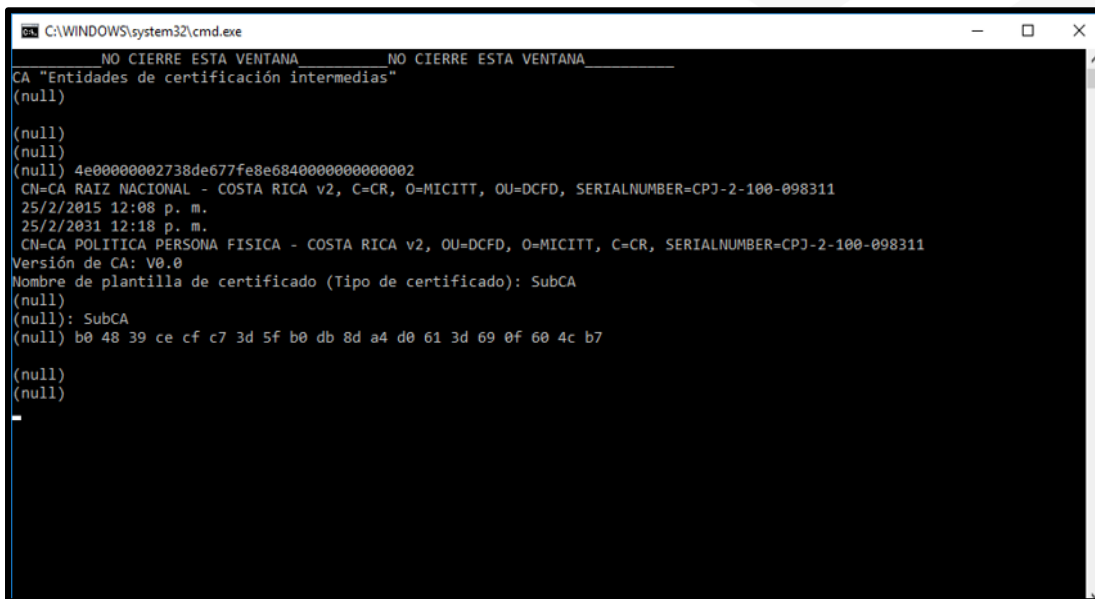 C:\WINDOWS\system32\cmd.exe
__________NO CIERRE ESTA VENTANA__________NO CIERRE ESTA VENTANA__________
CA "Entidades de certificación intermedias"
(null)
(null)
(null)
(null) 4e00000002738de677fe8e6840000000000002
CN=CA RAIZ NACIONAL - COSTA RICA v2, C=CR, O=MICITT, OU=DCFD, SERIALNUMBER=CPJ-2-100-098311
25/2/2015 12:08 p. m.
25/2/2031 12:18 p. m.
CN=CA POLITICA PERSONA FISICA - COSTA RICA v2, OU=DCFD, O=MICITT, C=CR, SERIALNUMBER=CPJ-2-100-098311
Versión de CA: V0.0
Nombre de plantilla de certificado (Tipo de certificado): SubCA
(null)
(null): SubCA
(null) b0 48 39 ce cf c7 3d 5f b0 db 8d a4 d0 61 3d 69 0f 60 4c b7
(null)
(null)